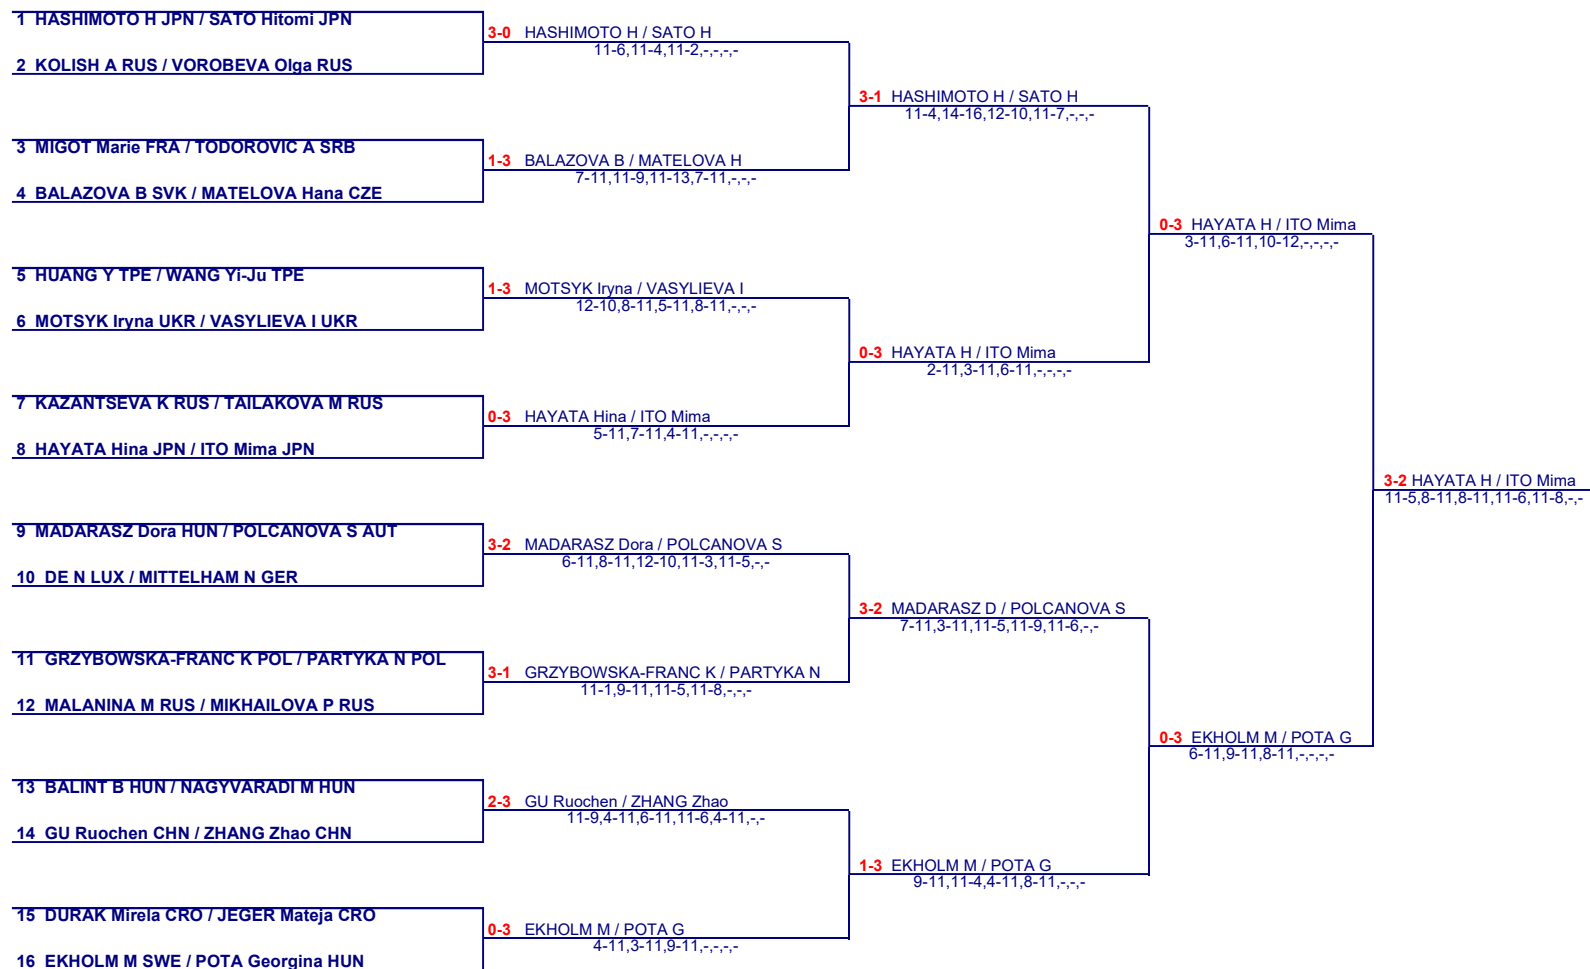 1 HASHIMOTO H JPN / SATO Hitomi JPN
3-0 HASHIMOTO H / SATO H
11-6,11-4,11-2,-,-,-,-
2 KOLISH A RUS / VOROBEVA Olga RUS
3-1 HASHIMOTO H / SATO H
11-4,14-16,12-10,11-7,-,-,-
3 MIGOT Marie FRA / TODOROVIC A SRB
1-3 BALAZOVA B / MATELOVA H
7-11,11-9,11-13,7-11,-,-,-
4 BALAZOVA B SVK / MATELOVA Hana CZE
0-3 HAYATA H / ITO Mima
3-11,6-11,10-12,-,-,-,-
5 HUANG Y TPE / WANG Yi-Ju TPE
1-3 MOTSYK Iryna / VASYLIEVA I
12-10,8-11,5-11,8-11,-,-,-
6 MOTSYK Iryna UKR / VASYLIEVA I UKR
0-3 HAYATA H / ITO Mima
2-11,3-11,6-11,-,-,-,-
7 KAZANTSEVA K RUS / TAILAKOVA M RUS
0-3 HAYATA Hina / ITO Mima
5-11,7-11,4-11,-,-,-,-
8 HAYATA Hina JPN / ITO Mima JPN
3-2 HAYATA H / ITO Mima
11-5,8-11,8-11,11-6,11-8,-,-
9 MADARASZ Dora HUN / POLCANOVA S AUT
3-2 MADARASZ Dora / POLCANOVA S
6-11,8-11,12-10,11-3,11-5,-,-
10 DE N LUX / MITTELHAM N GER
3-2 MADARASZ D / POLCANOVA S
7-11,3-11,11-5,11-9,11-6,-,-
11 GRZYBOWSKA-FRANC K POL / PARTYKA N POL
3-1 GRZYBOWSKA-FRANC K / PARTYKA N
11-1,9-11,11-5,11-8,-,-,-
12 MALANINA M RUS / MIKHAILOVA P RUS
0-3 EKHOLM M / POTA G
6-11,9-11,8-11,-,-,-,-
13 BALINT B HUN / NAGYVARADI M HUN
2-3 GU Ruochen / ZHANG Zhao
11-9,4-11,6-11,11-6,4-11,-,-
14 GU Ruochen CHN / ZHANG Zhao CHN
1-3 EKHOLM M / POTA G
9-11,11-4,4-11,8-11,-,-,-
15 DURAK Mirela CRO / JEGER Mateja CRO
0-3 EKHOLM M / POTA G
4-11,3-11,9-11,-,-,-,-
16 EKHOLM M SWE / POTA Georgina HUN